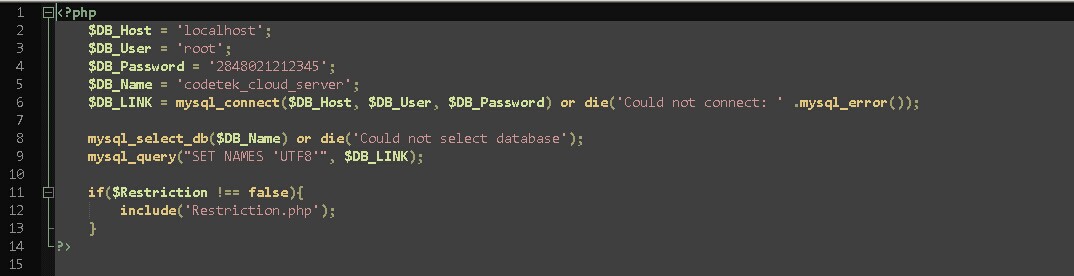 1 <?php
2 $DB_Host = 'localhost';
3 $DB_User = 'root';
4 $DB_Password = '2848021212345';
5 $DB_Name = 'codetek_cloud_server';
6 $DB_LINK = mysql_connect($DB_Host, $DB_User, $DB_Password) or die('Could not connect: ' .mysql_error());
7
8 mysql_select_db($DB_Name) or die('Could not select database');
9 mysql_query("SET NAMES 'UTF8'", $DB_LINK);
10
11 if($Restriction !== false){
12 include('Restriction.php');
13 }
14 ?>
15